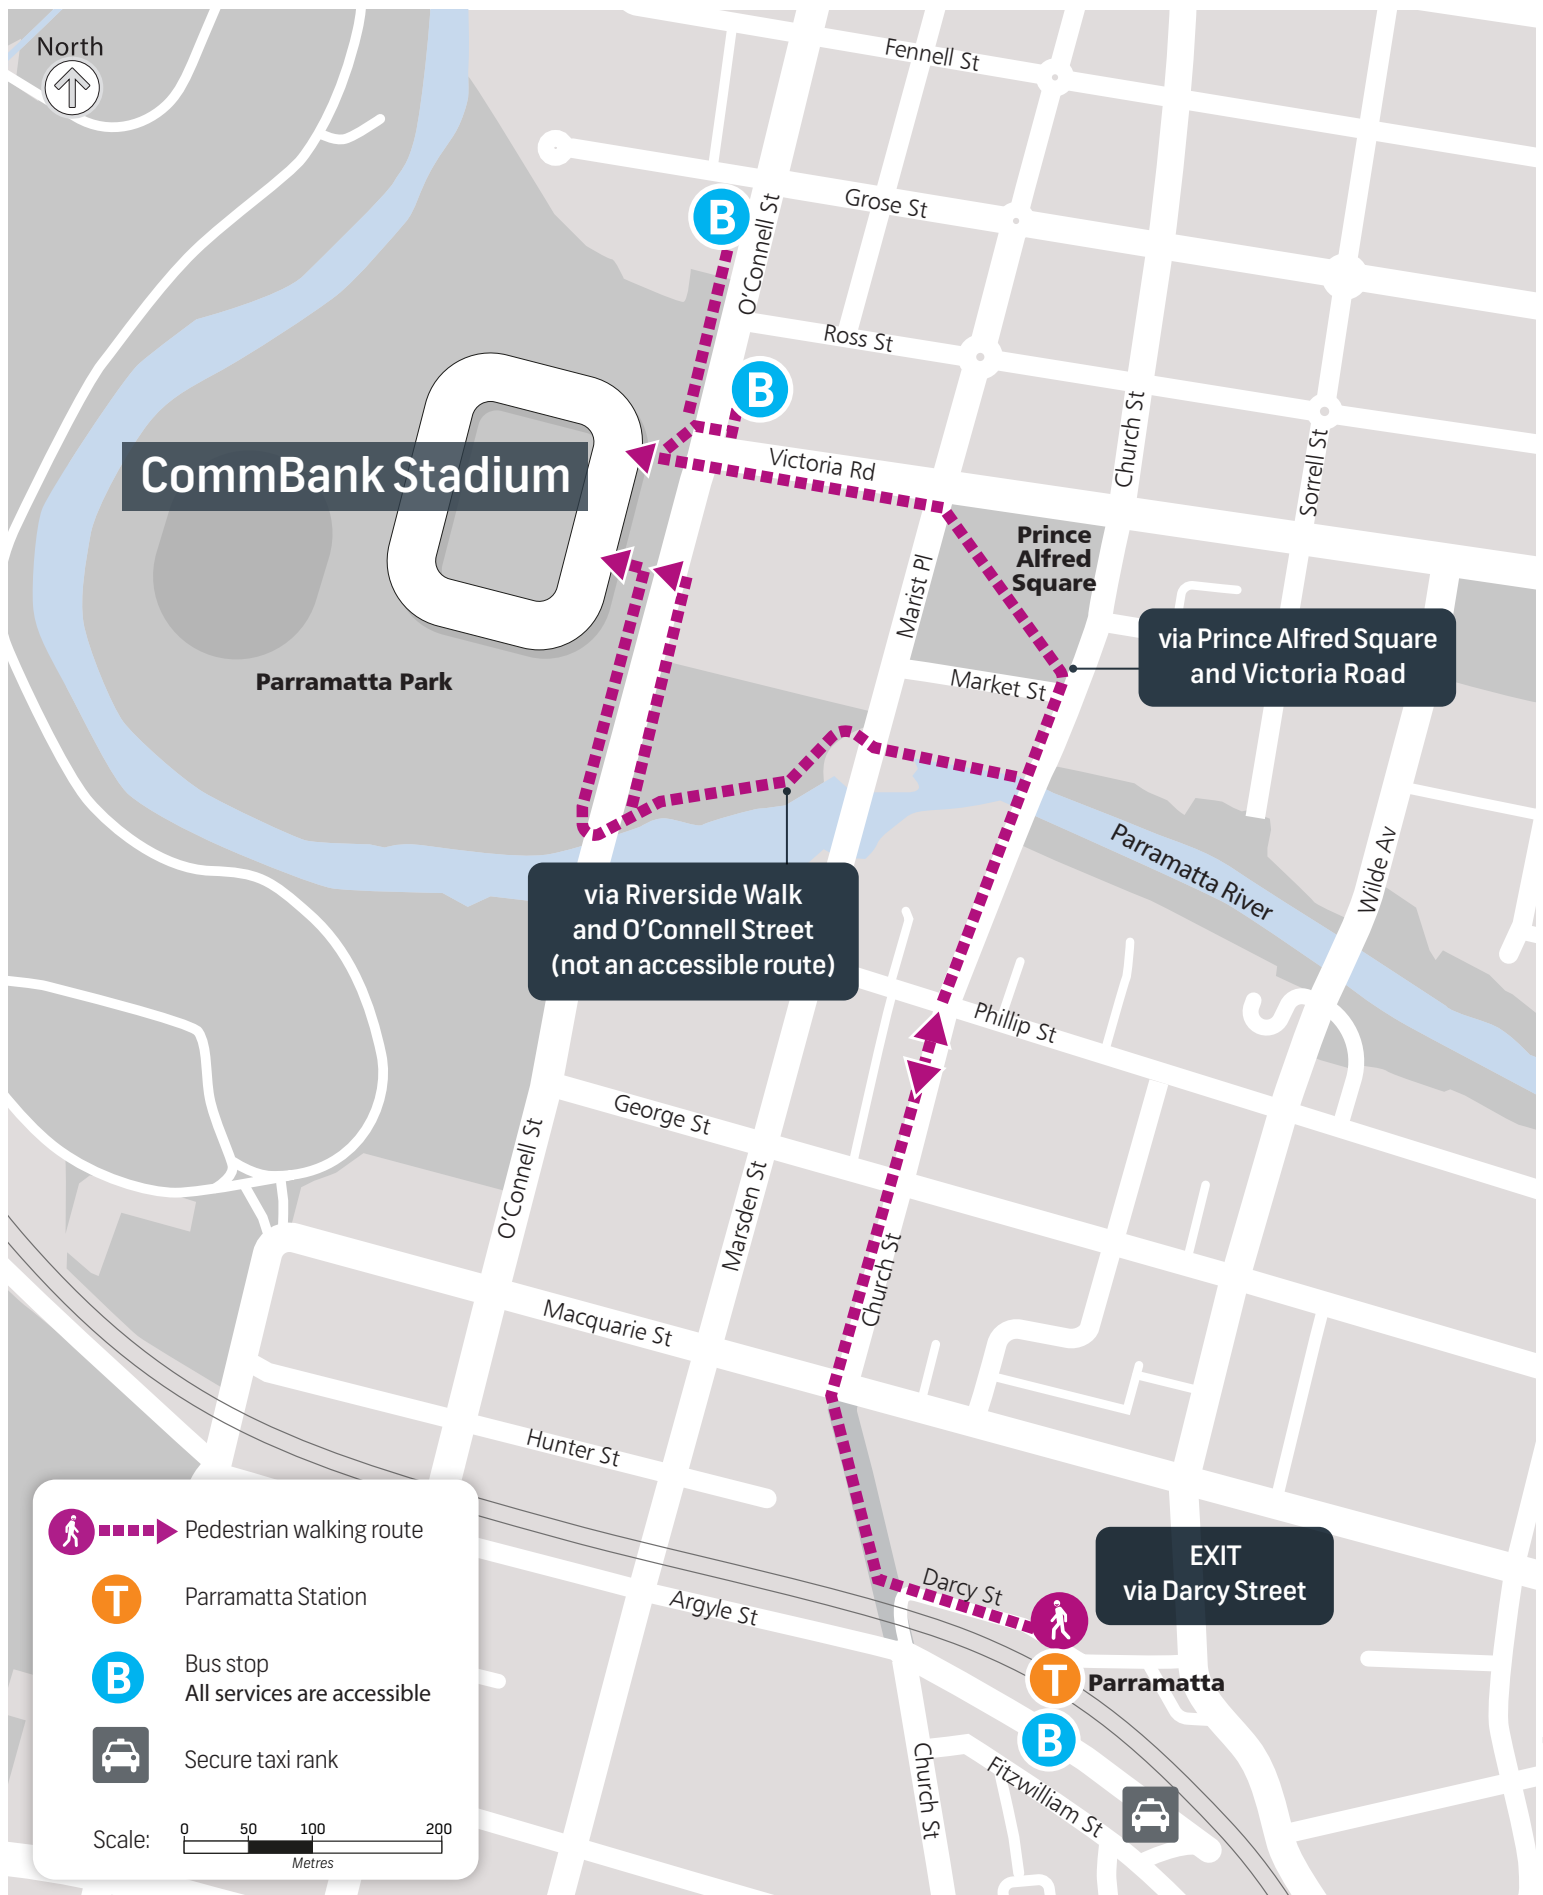 North
Fennell St
Grose St
B
O'Connell St
Ross St
B
Church St
Sorrell St
CommBank Stadium
Victoria Rd
Prince
Alfred
Square
Marist Pl
via Prince Alfred Square
and Victoria Road
Market St
Parramatta Park
Parramatta River
Wilde Av
via Riverside Walk
and O'Connell Street
(not an accessible route)
Phillip St
George St
O'Connell St
Marsden St
Church St
Macquarie St
Hunter St
EXIT
via Darcy Street
Darcy St
Argyle St
T
Parramatta
B
Church St
Fitzwilliam St
Pedestrian walking route
T
Parramatta Station
B
Bus stop
All services are accessible
Secure taxi rank
Scale:
0 50 100 200
Metres